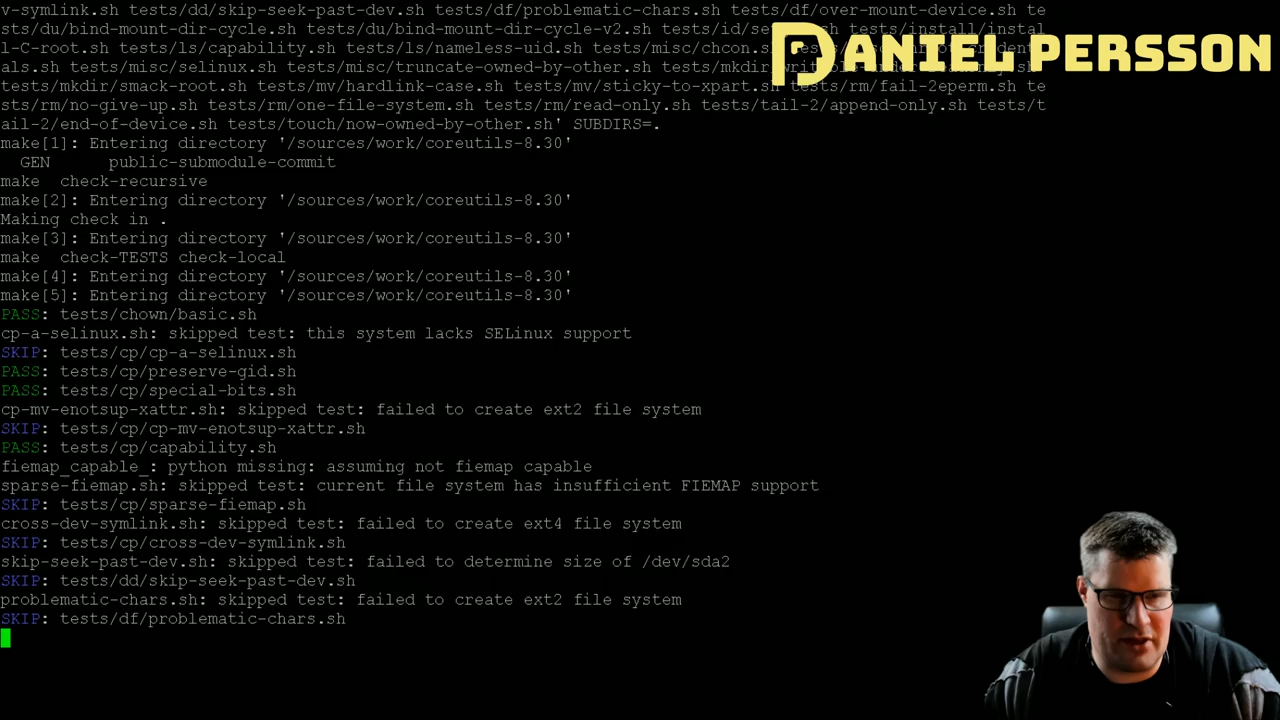 v-symlink.sh tests/dd/skip-seek-past-dev.sh tests/df/problematic-chars.sh tests/df/over-mount-device.sh te
sts/du/bind-mount-dir-cycle.sh tests/du/bind-mount-dir-cycle-v2.sh tests/id/se
tests/install/instal
l-C-root.sh tests/ls/capability.sh tests/ls/nameless-uid.sh tests/misc/chcon.s
als.sh tests/misc/selinux.sh tests/misc/truncate-owned-by-other.sh tests/mkdir
tests/mkdir/smack-root.sh tests/mv/hardlink-case.sh tests/mv/sticky-to-xpart.sh tests/rm/fail-2eperm.sh te
sts/rm/no-give-up.sh tests/rm/one-file-system.sh tests/rm/read-only.sh tests/tail-2/append-only.sh tests/t
ail-2/end-of-device.sh tests/touch/now-owned-by-other.sh' SUBDIRS=.
DANIEL PERSSON
make[1]: Entering directory '/sources/work/coreutils-8.30'
  GEN      public-submodule-commit
make  check-recursive
make[2]: Entering directory '/sources/work/coreutils-8.30'
Making check in .
make[3]: Entering directory '/sources/work/coreutils-8.30'
make  check-TESTS check-local
make[4]: Entering directory '/sources/work/coreutils-8.30'
make[5]: Entering directory '/sources/work/coreutils-8.30'
PASS: tests/chown/basic.sh
cp-a-selinux.sh: skipped test: this system lacks SELinux support
SKIP: tests/cp/cp-a-selinux.sh
PASS: tests/cp/preserve-gid.sh
PASS: tests/cp/special-bits.sh
cp-mv-enotsup-xattr.sh: skipped test: failed to create ext2 file system
SKIP: tests/cp/cp-mv-enotsup-xattr.sh
PASS: tests/cp/capability.sh
fiemap_capable_: python missing: assuming not fiemap capable
sparse-fiemap.sh: skipped test: current file system has insufficient FIEMAP support
SKIP: tests/cp/sparse-fiemap.sh
cross-dev-symlink.sh: skipped test: failed to create ext4 file system
SKIP: tests/cp/cross-dev-symlink.sh
skip-seek-past-dev.sh: skipped test: failed to determine size of /dev/sda2
SKIP: tests/dd/skip-seek-past-dev.sh
problematic-chars.sh: skipped test: failed to create ext2 file system
SKIP: tests/df/problematic-chars.sh